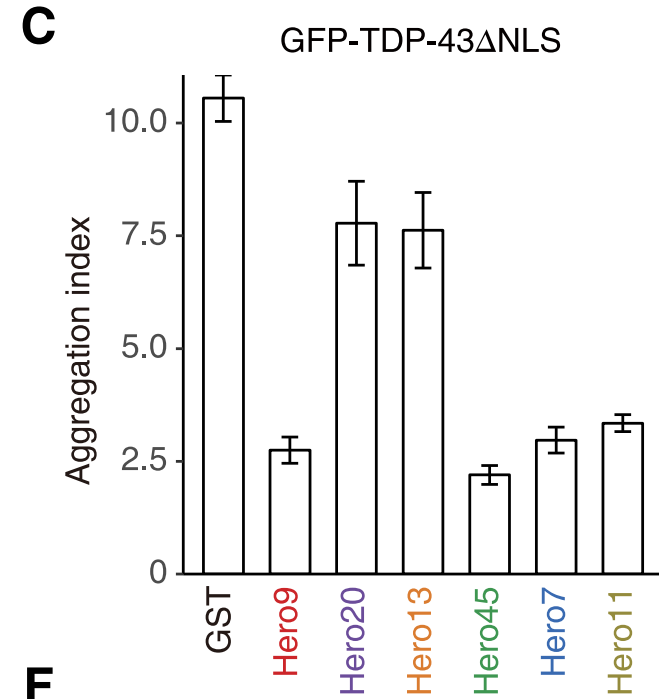 C
GFP-TDP-43ΔNLS
Aggregation index
10.0
7.5
5.0
2.5
0
GST
Hero9
Hero20
Hero13
Hero45
Hero7
Hero11
F